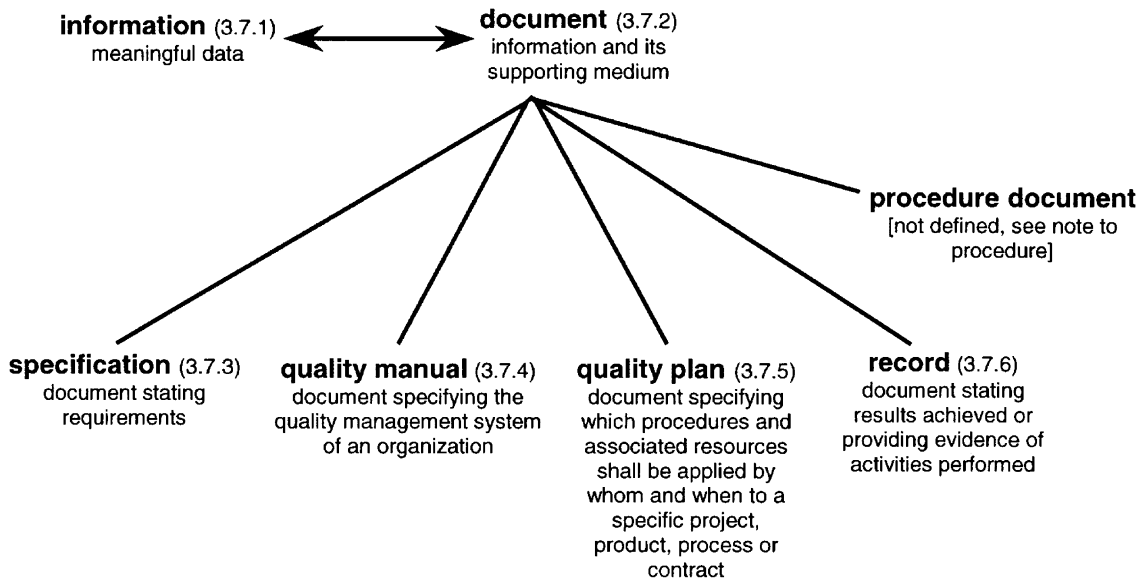 information (3.7.1)
meaningful data
document (3.7.2)
information and its
supporting medium
procedure document
[not defined, see note to
procedure]
specification (3.7.3)
document stating
requirements
quality manual (3.7.4)
document specifying the
quality management system
of an organization
quality plan (3.7.5)
document specifying
which procedures and
associated resources
shall be applied by
whom and when to a
specific project,
product, process or
contract
record (3.7.6)
document stating
results achieved or
providing evidence of
activities performed